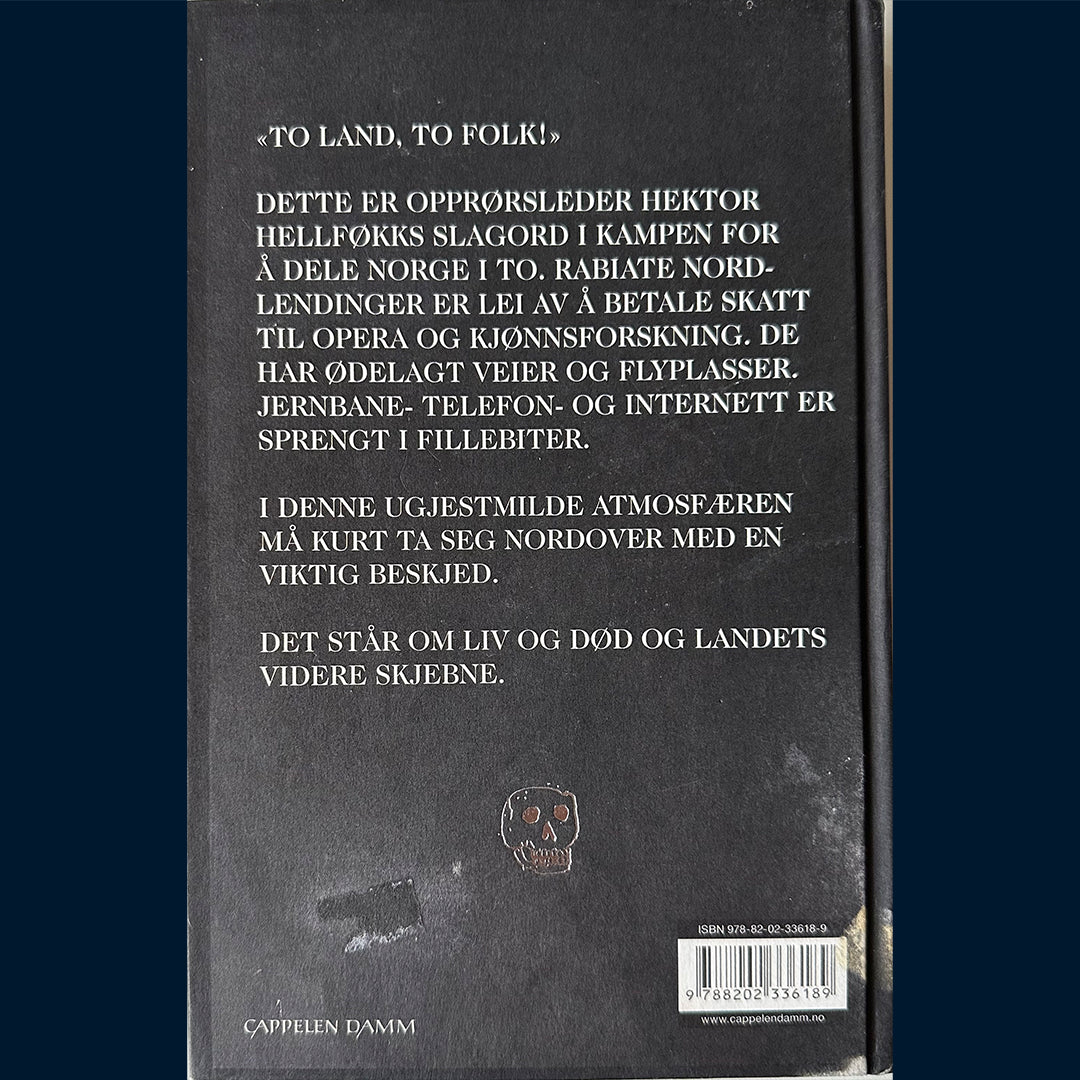 «TO LAND, TO FOLK!»
DETTE ER OPPRØRSLEDER HEKTOR
HELLFØKKS SLAGORD I KAMPEN FOR
Å DELE NORGE I TO. RABIATE NORD-
LENDINGER ER LEI AV Å BETALE SKATT
TIL OPERA OG KJØNNSFORSKNING. DE
HAR ØDELAGT VEIER OG FLYPLASSER.
JERNBANE- TELEFON- OG INTERNETT ER
SPRENGT I FILLEBITER.
I DENNE UGJESTMILDE ATMOSFÆREN
MÅ KURT TA SEG NORDOVER MED EN
VIKTIG BESKJED.
DET STÅR OM LIV OG DØD OG LANDETS
VIDERE SKJEBNE.
ISBN 978-82-02-33618-9
9 788202 336189
www.cappelendamm.no
CAPPELEN DAMM